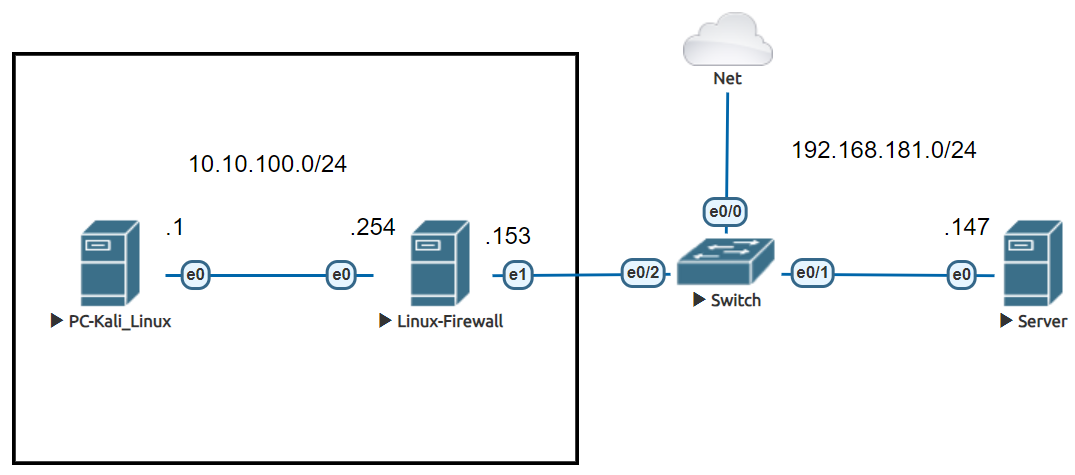 Net
192.168.181.0/24
10.10.100.0/24
e0/0
.1
.254
.153
.147
e0
e0
e1
e0/2
e0/1
e0
Switch
PC-Kali_Linux
Linux-Firewall
Server